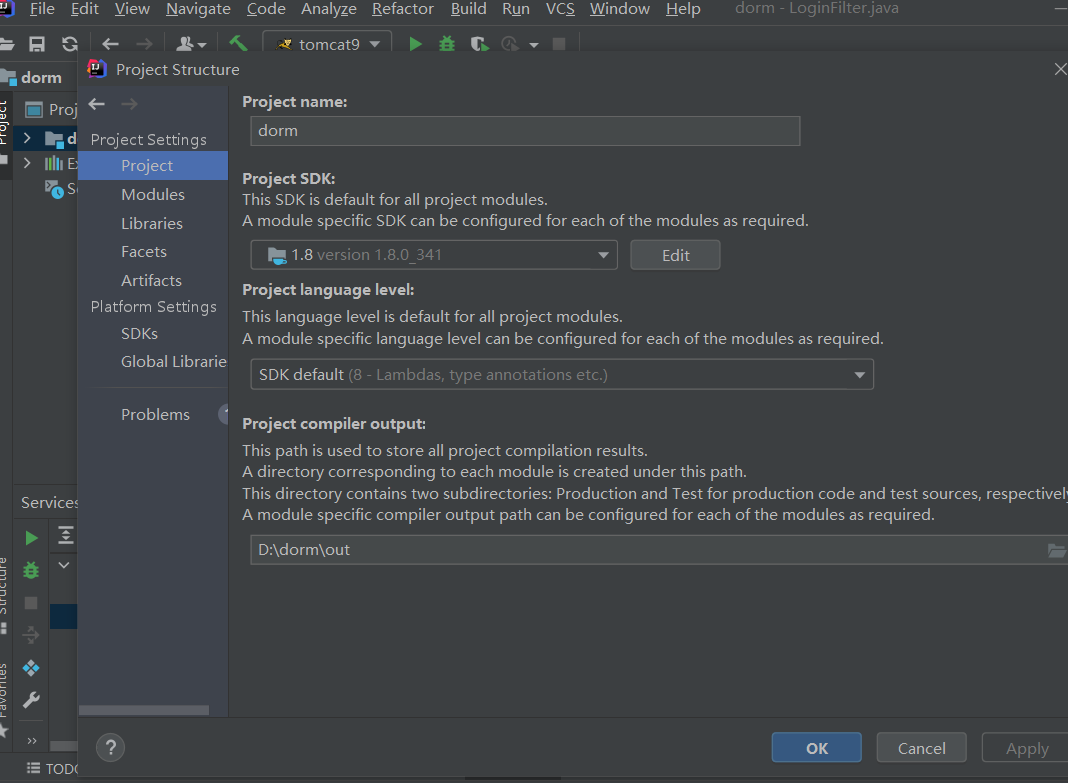 File Edit View Navigate Code Analyze Refactor Build Run VCS Window Help dorm - LoginFilter.java
tomcat9
dorm
Project Structure
Project
Proj
d
E
S
Project Settings
Project
Modules
Libraries
Facets
Artifacts
Platform Settings
SDKs
Global Librarie
Problems
Project name:
dorm
Project SDK:
This SDK is default for all project modules.
A module specific SDK can be configured for each of the modules as required.
1.8 version 1.8.0_341
Edit
Project language level:
This language level is default for all project modules.
A module specific language level can be configured for each of the modules as required.
SDK default (8 - Lambdas, type annotations etc.)
Project compiler output:
This path is used to store all project compilation results.
A directory corresponding to each module is created under this path.
This directory contains two subdirectories: Production and Test for production code and test sources, respectively
A module specific compiler output path can be configured for each of the modules as required.
D:\dorm\out
Services
Structure
Favorites
TODO
?
OK
Cancel
Apply